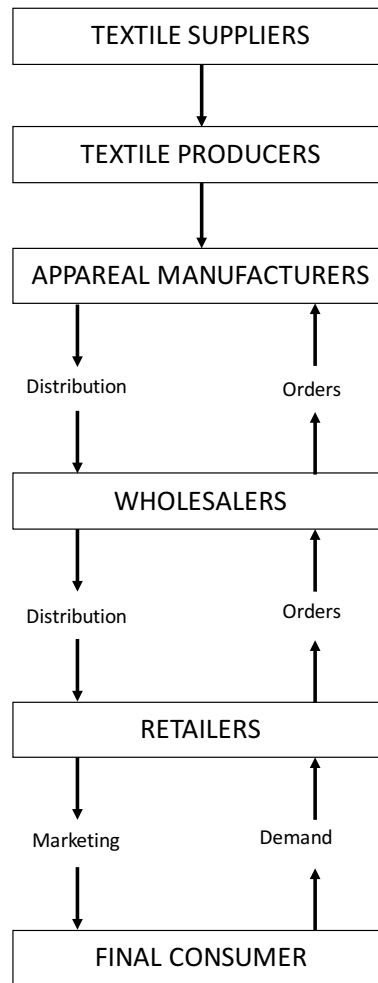 TEXTILE SUPPLIERS
TEXTILE PRODUCERS
APPAREAL MANUFACTURERS
Distribution
Orders
WHOLESALERS
Distribution
Orders
RETAILERS
Marketing
Demand
FINAL CONSUMER